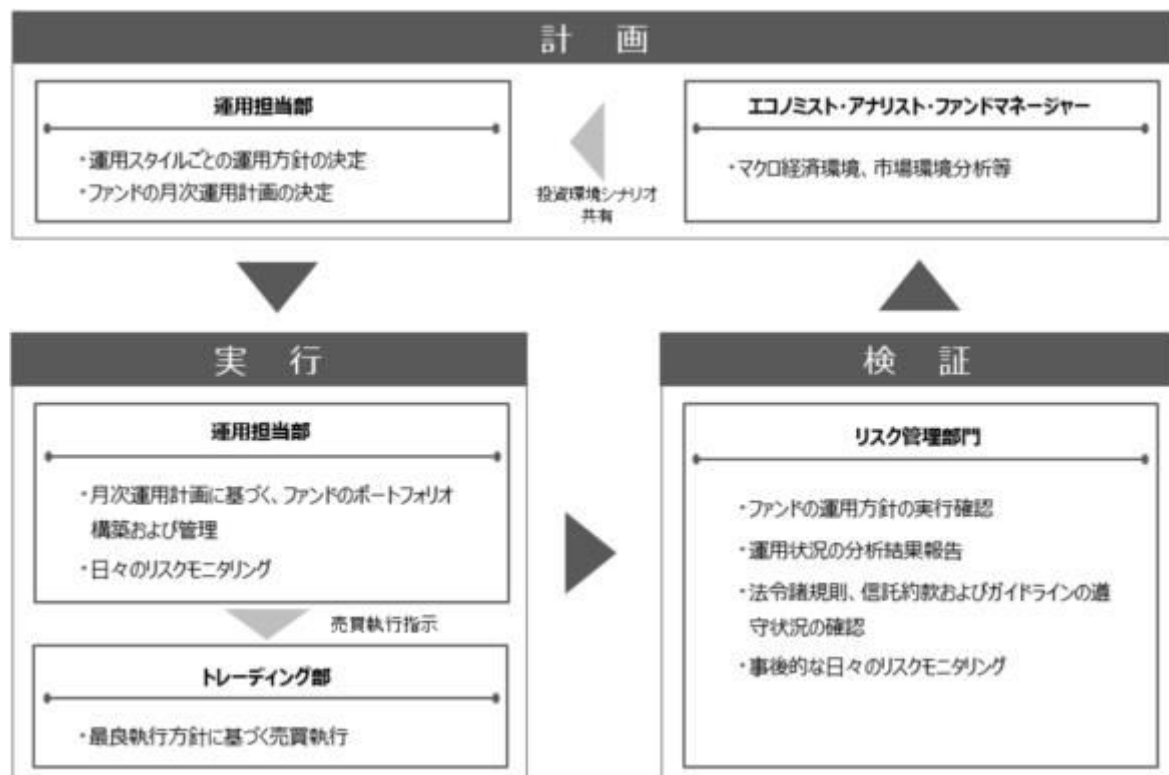 計 画
運用担当部
・運用スタイルごとの運用方針の決定
・ファンドの月次運用計画の決定
投資環境シナリオ
共有
エコノミスト・アナリスト・ファンドマネージャー
・マクロ経済環境、市場環境分析等
実 行
運用担当部
・月次運用計画に基づく、ファンドのポートフォリオ
構築および管理
・日々のリスクモニタリング
売買執行指示
トレーディング部
・最良執行方針に基づく売買執行
検 証
リスク管理部門
・ファンドの運用方針の実行確認
・運用状況の分析結果報告
・法令諸規則、信託約款およびガイドラインの遵
守状況の確認
・事後的な日々のリスクモニタリング